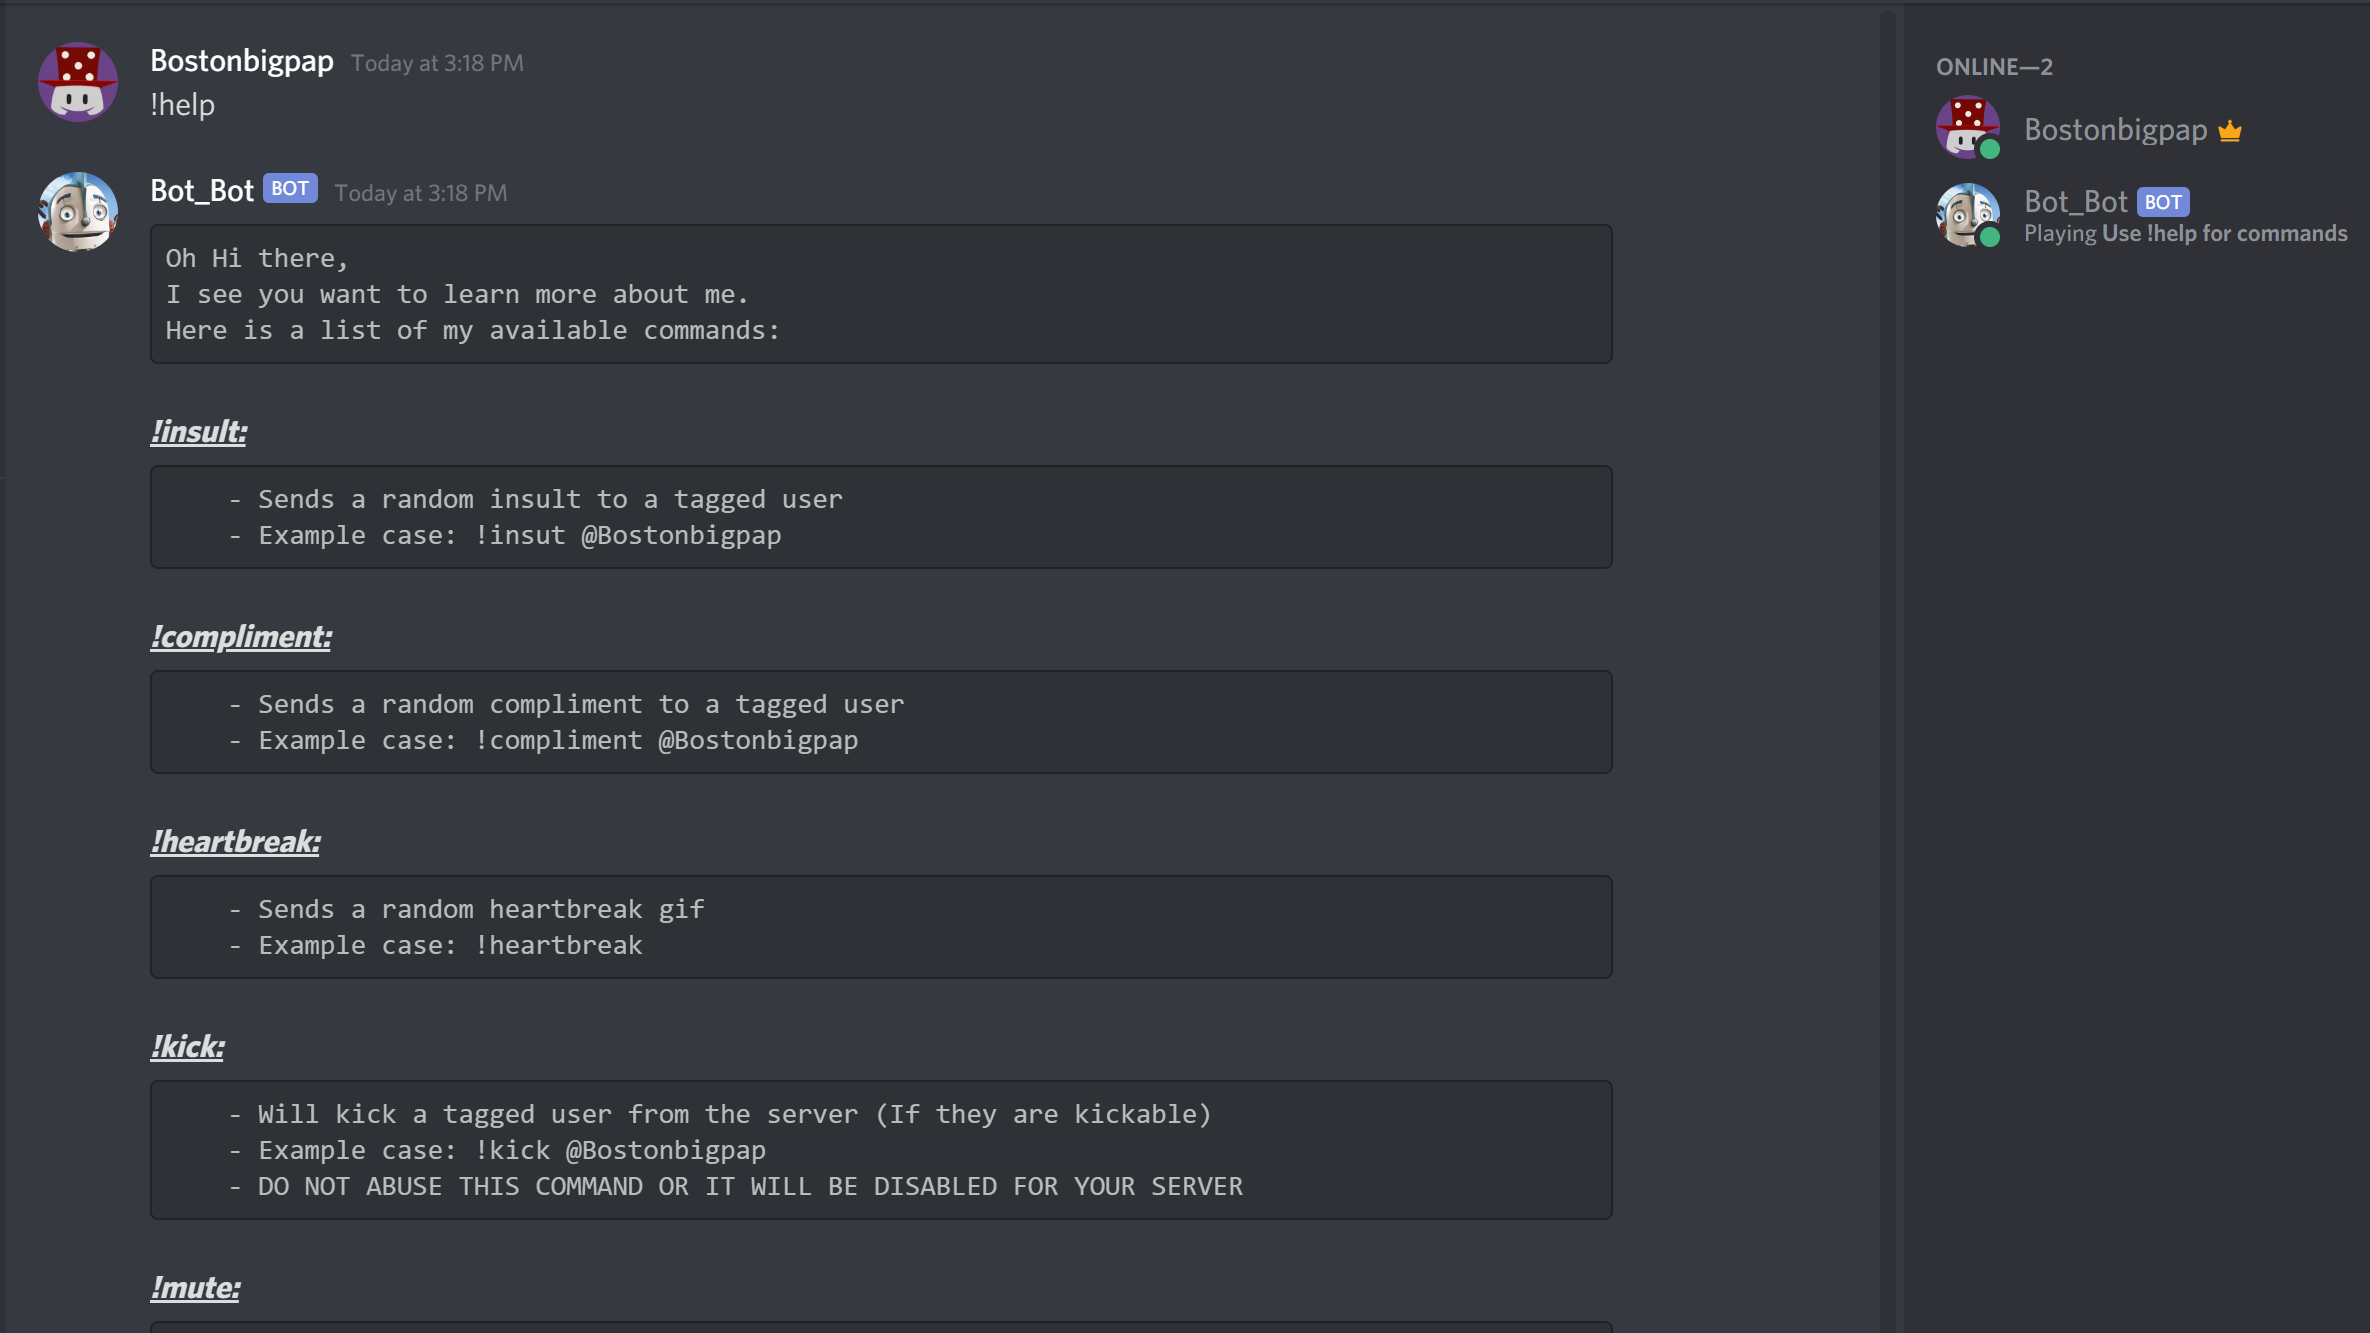 Bostonbigpap Today at 3:18 PM
!help
Bot_Bot BOT Today at 3:18 PM
Oh Hi there,
I see you want to learn more about me.
Here is a list of my available commands:
!insult:
- Sends a random insult to a tagged user
- Example case: !insut @Bostonbigpap
!compliment:
- Sends a random compliment to a tagged user
- Example case: !compliment @Bostonbigpap
!heartbreak:
- Sends a random heartbreak gif
- Example case: !heartbreak
!kick:
- Will kick a tagged user from the server (If they are kickable)
- Example case: !kick @Bostonbigpap
- DO NOT ABUSE THIS COMMAND OR IT WILL BE DISABLED FOR YOUR SERVER
!mute:
ONLINE—2
Bostonbigpap
Bot_Bot BOT
Playing Use !help for commands